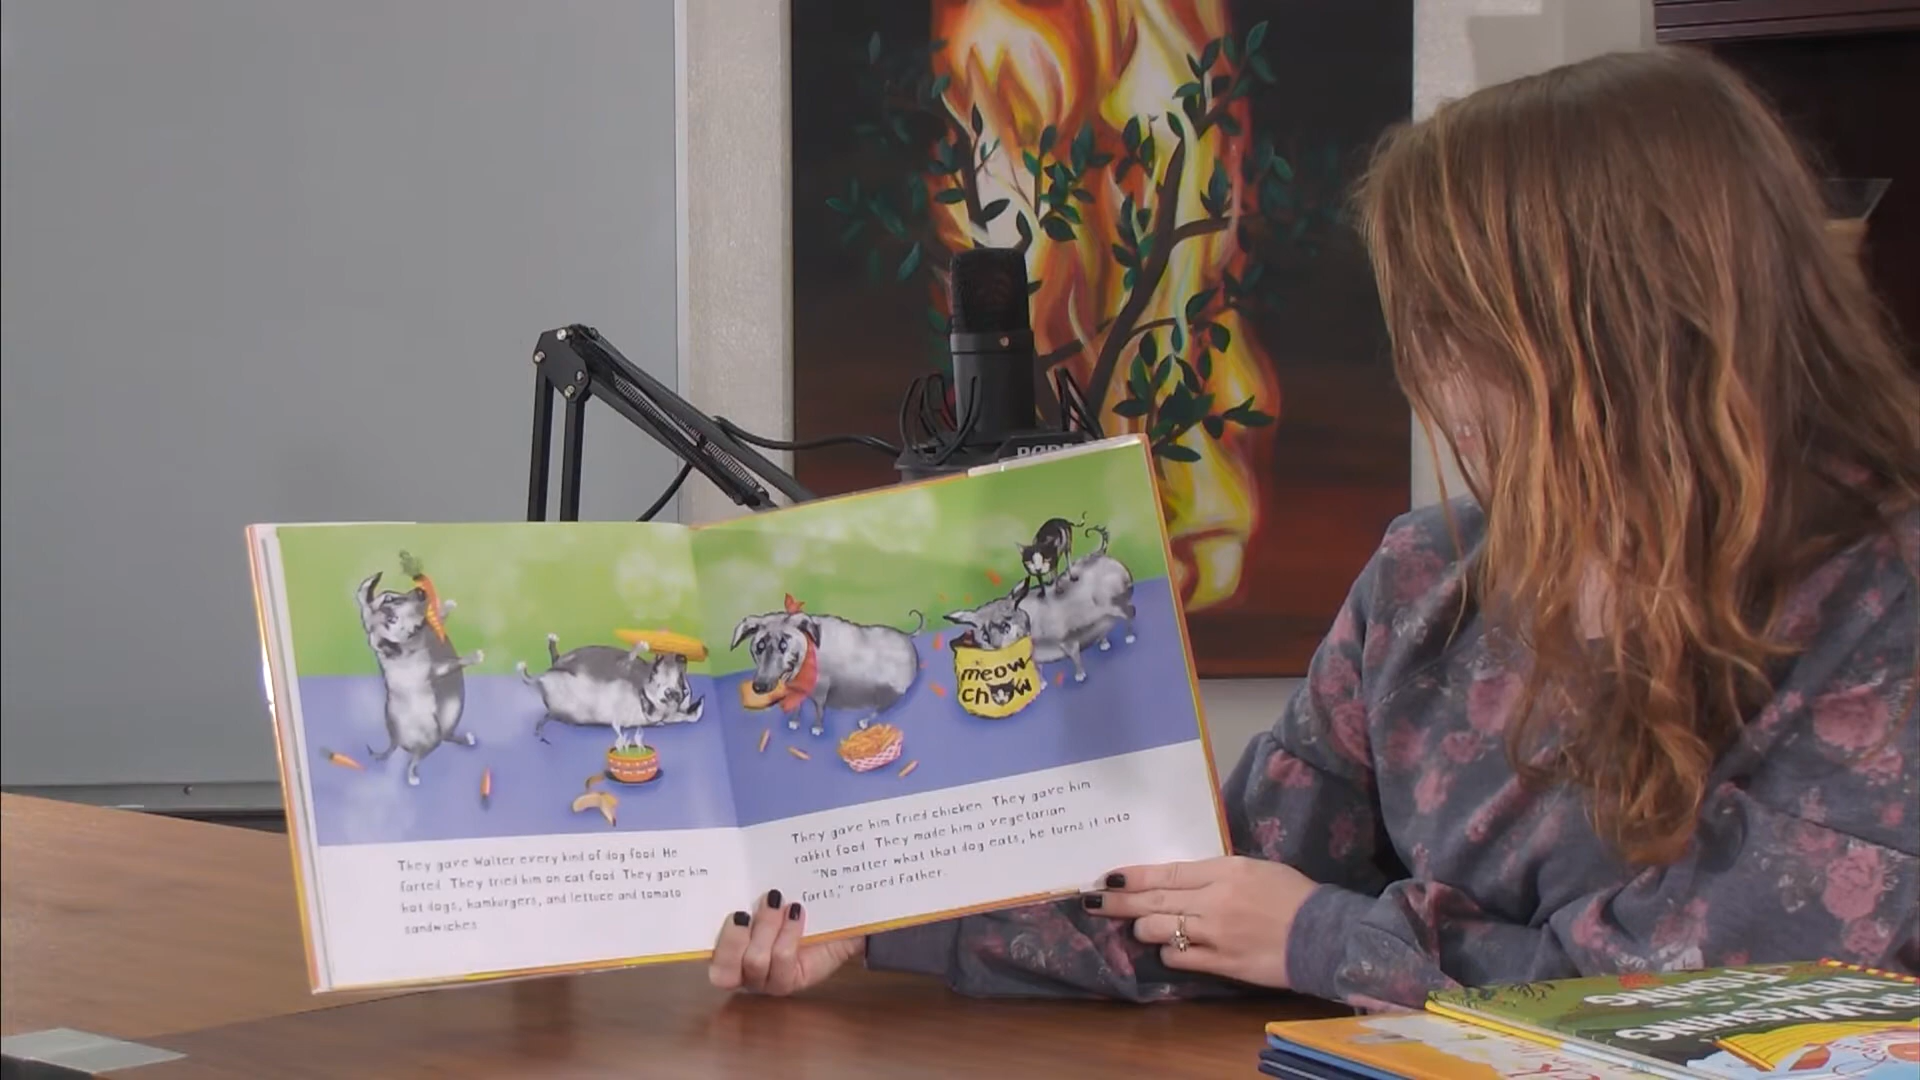 meow
chow
They gave Walter every kind of dog food. He
farted. They tried him on cat food. They gave him
hot dogs, hamburgers, and lettuce and tomato
sandwiches.
They gave him fried chicken. They gave him
rabbit food. They made him a vegetarian.
"No matter what that dog eats, he turns it into
farts," roared Father.
WENT
FISHING